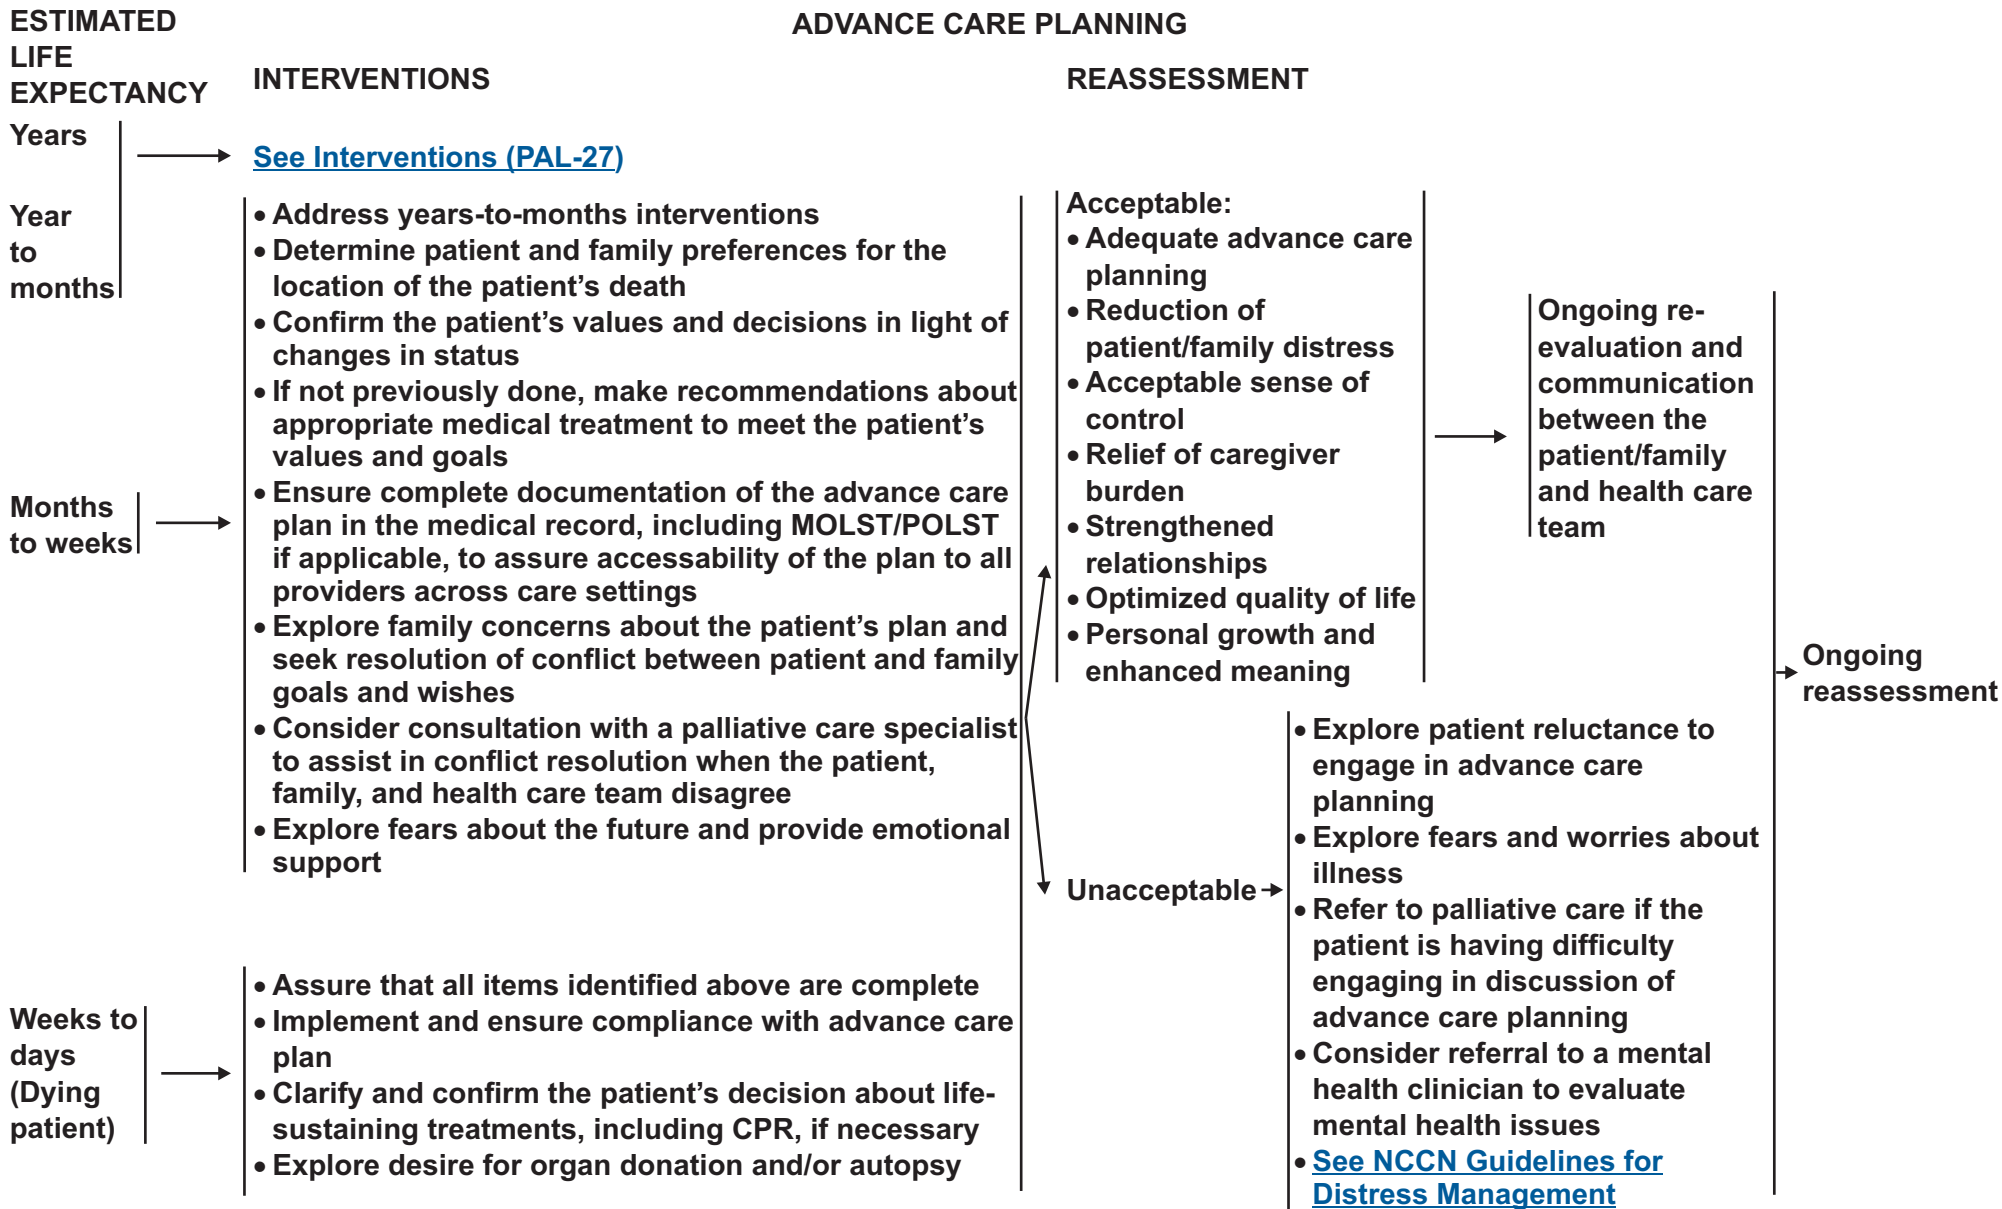 ESTIMATED
LIFE
EXPECTANCY
ADVANCE CARE PLANNING
INTERVENTIONS
REASSESSMENT
Years
See Interventions (PAL-27)
Year
to
months
Months
to weeks
• Address years-to-months interventions
• Determine patient and family preferences for the
location of the patient’s death
• Confirm the patient’s values and decisions in light of
changes in status
• If not previously done, make recommendations about
appropriate medical treatment to meet the patient’s
values and goals
• Ensure complete documentation of the advance care
plan in the medical record, including MOLST/POLST
if applicable, to assure accessability of the plan to all
providers across care settings
• Explore family concerns about the patient’s plan and
seek resolution of conflict between patient and family
goals and wishes
• Consider consultation with a palliative care specialist
to assist in conflict resolution when the patient,
family, and health care team disagree
• Explore fears about the future and provide emotional
support
Weeks to
days
(Dying
patient)
• Assure that all items identified above are complete
• Implement and ensure compliance with advance care
plan
• Clarify and confirm the patient’s decision about life-
sustaining treatments, including CPR, if necessary
• Explore desire for organ donation and/or autopsy
Acceptable:
• Adequate advance care
planning
• Reduction of
patient/family distress
• Acceptable sense of
control
• Relief of caregiver
burden
• Strengthened
relationships
• Optimized quality of life
• Personal growth and
enhanced meaning
Ongoing re-
evaluation and
communication
between the
patient/family
and health care
team
Unacceptable
• Explore patient reluctance to
engage in advance care
planning
• Explore fears and worries about
illness
• Refer to palliative care if the
patient is having difficulty
engaging in discussion of
advance care planning
• Consider referral to a mental
health clinician to evaluate
mental health issues
• See NCCN Guidelines for
Distress Management
Ongoing
reassessment